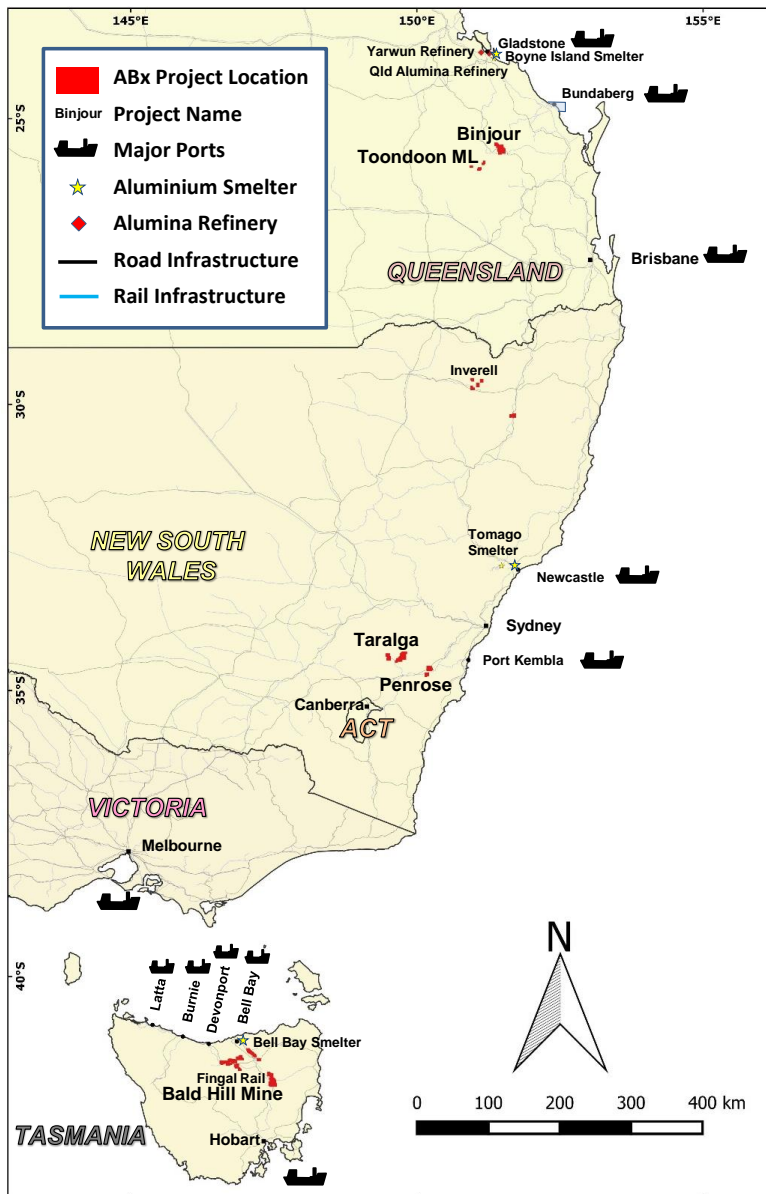 145°E
150°E
155°E
25°S
30°S
35°S
40°S
ABx Project Location
Binjour Project Name
Major Ports
Aluminium Smelter
Alumina Refinery
Road Infrastructure
Rail Infrastructure
Gladstone
Yarwun Refinery
Boyne Island Smelter
Qld Alumina Refinery
Bundaberg
Binjour
Toondoon ML
Brisbane
QUEENSLAND
Inverell
NEW SOUTH
WALES
Tomago
Smelter
Newcastle
Sydney
Taralga
Port Kembla
Penrose
Canberra
ACT
VICTORIA
Melbourne
Latta
Burnie
Devonport
Bell Bay
Bell Bay Smelter
Fingal Rail
Bald Hill Mine
TASMANIA
Hobart
N
0 100 200 300 400 km